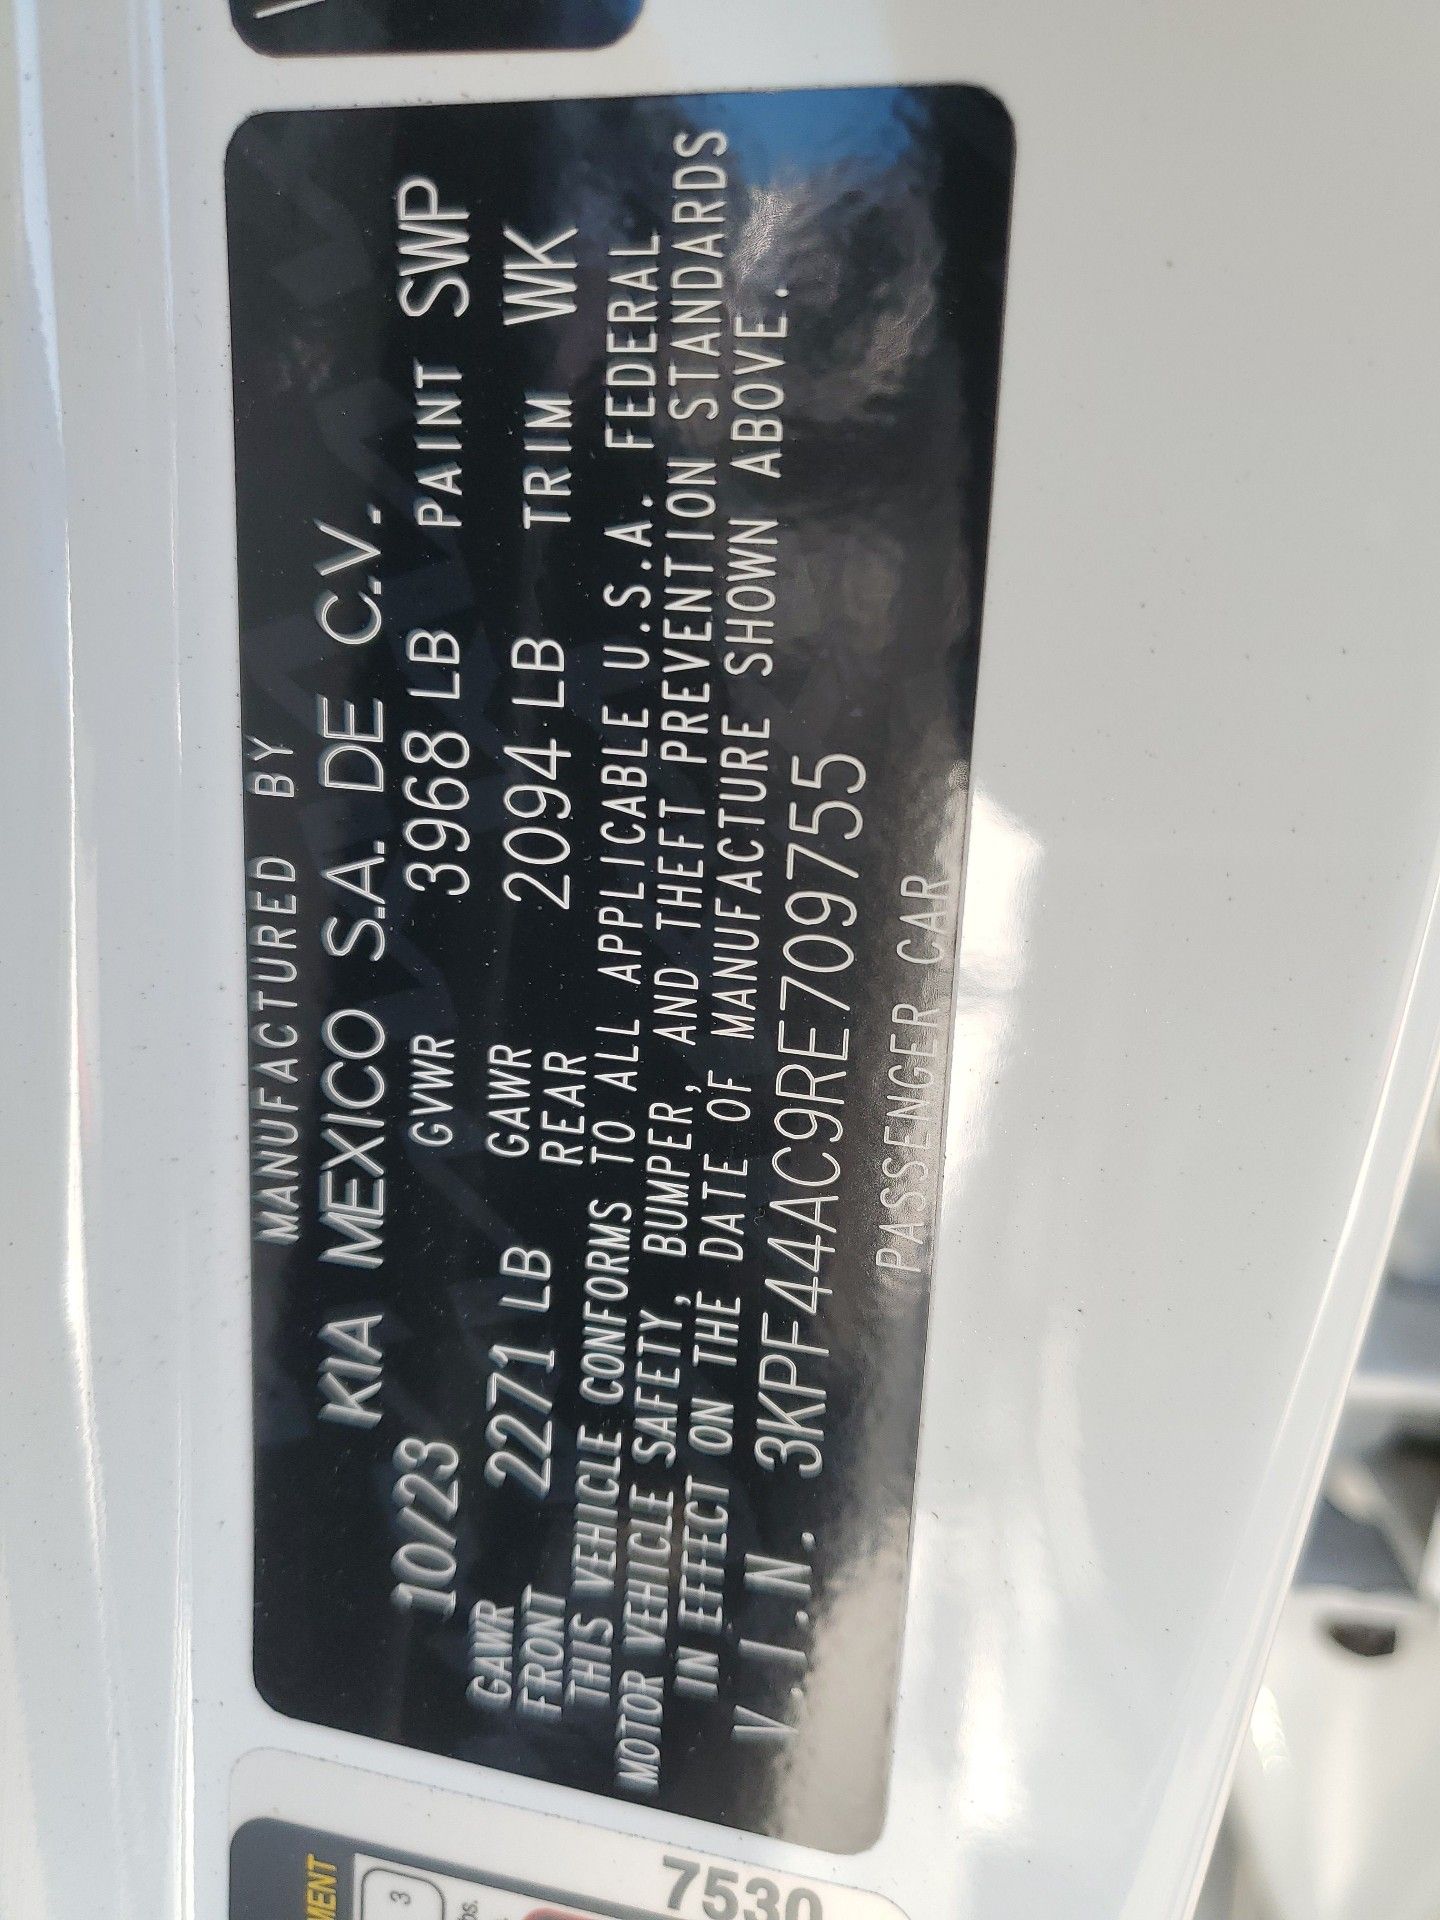 MANUFACTURED BY
KIA MEXICO S.A. DE C.V.
10/23 GVWR 3968 LB PAINT SWP
GAWR FRONT 2271 LB GAWR REAR 2094 LB TRIM WK
THIS VEHICLE CONFORMS TO ALL APPLICABLE U.S.A. FEDERAL
MOTOR VEHICLE SAFETY, BUMPER, AND THEFT PREVENTION STANDARDS
IN EFFECT ON THE DATE OF MANUFACTURE SHOWN ABOVE.
V.I.N. 3KPF44AC9RE709755
PASSENGER CAR
MENT
3
7530